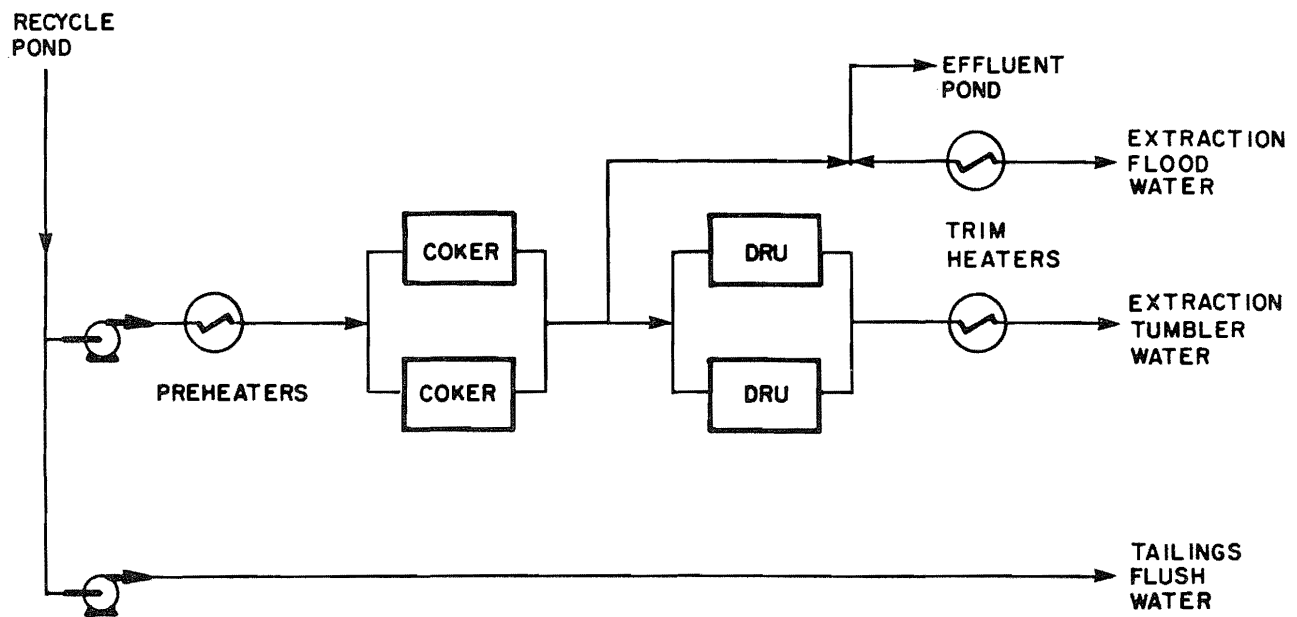 RECYCLE
POND
EFFLUENT
POND
EXTRACTION
FLOOD
WATER
COKER
DRU
TRIM
HEATERS
PREHEATERS
EXTRACTION
TUMBLER
WATER
COKER
DRU
TAILINGS
FLUSH
WATER